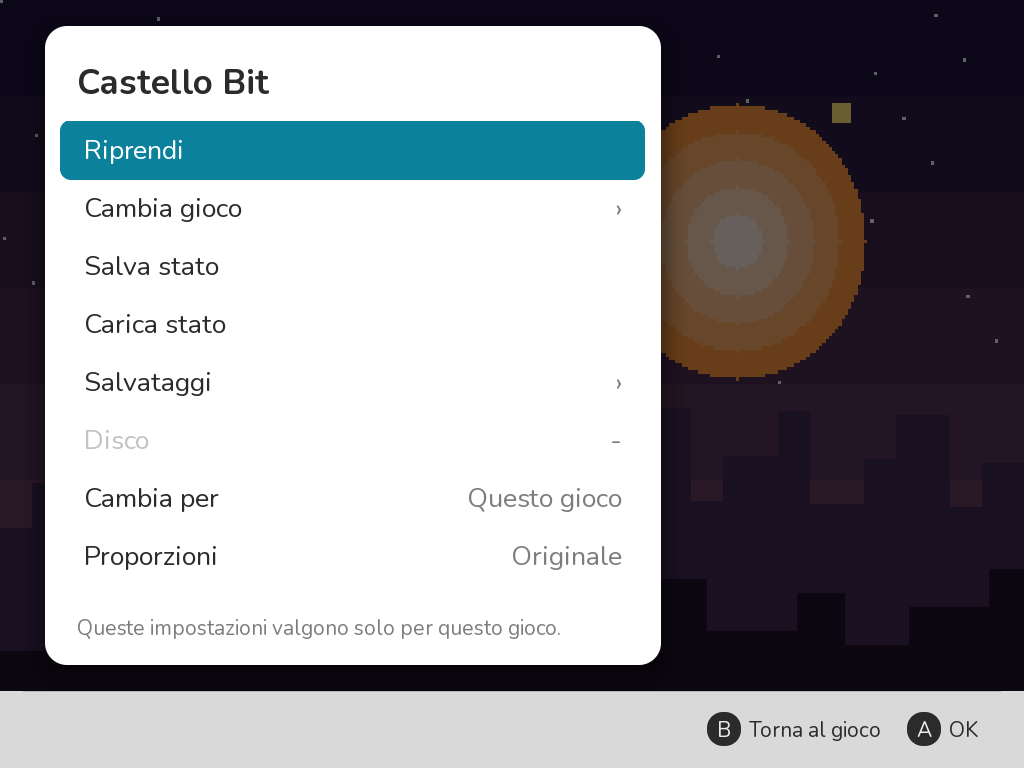 Castello Bit
Riprendi
Cambia gioco ›
Salva stato
Carica stato
Salvataggi ›
Disco -
Cambia per Questo gioco
Proporzioni Originale
Queste impostazioni valgono solo per questo gioco.
B Torna al gioco A OK